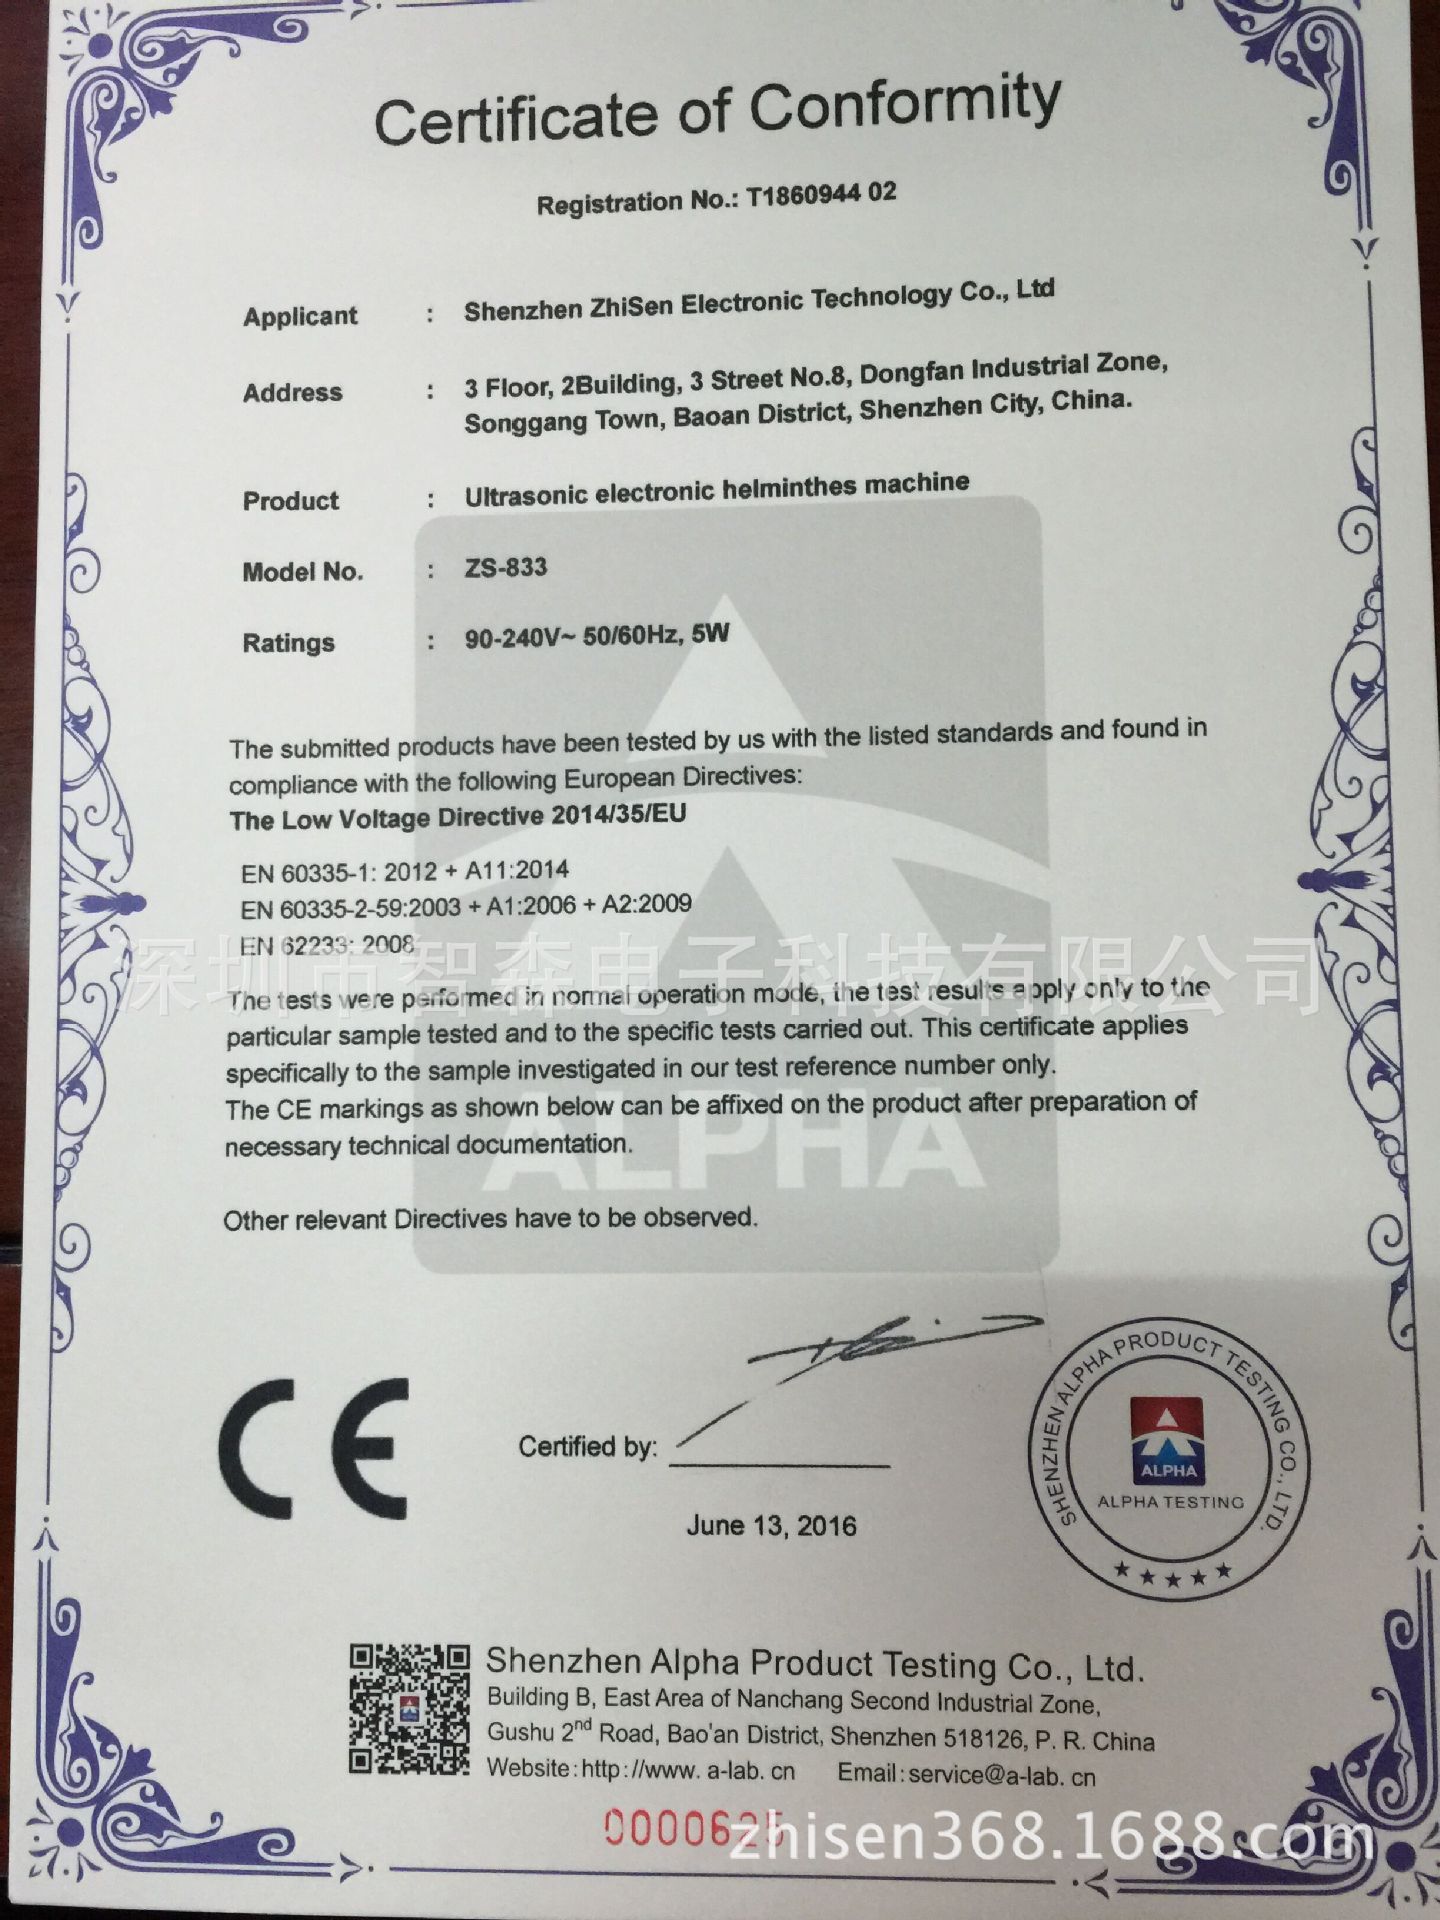 Certificate of Conformity
Registration No.: T1860944 02
Applicant : Shenzhen ZhiSen Electronic Technology Co., Ltd
Address : 3 Floor, 2Building, 3 Street No.8, Dongfan Industrial Zone,
Songgang Town, Baoan District, Shenzhen City, China.
Product : Ultrasonic electronic helminthes machine
Model No. : ZS-833
Ratings : 90-240V~ 50/60Hz, 5W
The submitted products have been tested by us with the listed standards and found in
compliance with the following European Directives:
The Low Voltage Directive 2014/35/EU
EN 60335-1: 2012 + A11:2014
EN 60335-2-59:2003 + A1:2006 + A2:2009
EN 62233: 2008
深圳市智森电子科技有限公司
The tests were performed in normal operation mode, the test results apply only to the
particular sample tested and to the specific tests carried out. This certificate applies
specifically to the sample investigated in our test reference number only.
The CE markings as shown below can be affixed on the product after preparation of
necessary technical documentation.
ALPHA
Other relevant Directives have to be observed.
CE
Certified by:
June 13, 2016
SHENZHEN ALPHA PRODUCT TESTING CO., LTD.
ALPHA
ALPHA TESTING
Shenzhen Alpha Product Testing Co., Ltd.
Building B, East Area of Nanchang Second Industrial Zone,
Gushu 2nd Road, Bao'an District, Shenzhen 518126, P. R. China
Website:http://www. a-lab. cn Email:service@a-lab. cn
0000625
zhisen368.1688.com